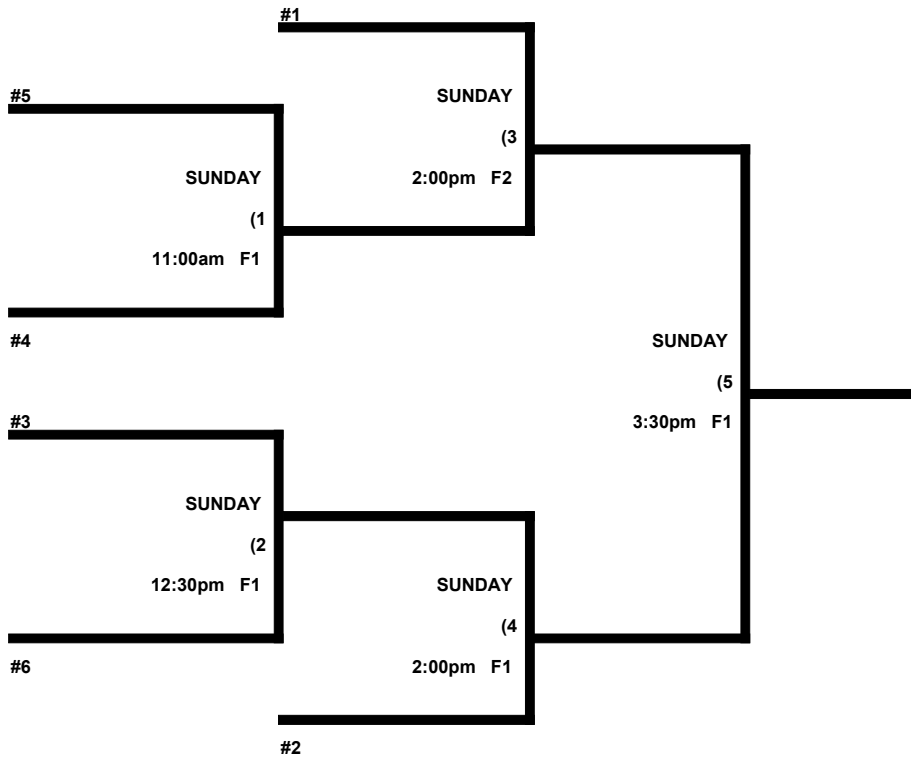 #1
#5
SUNDAY
(3
SUNDAY
2:00pm F2
(1
11:00am F1
#4
SUNDAY
(5
#3
3:30pm F1
SUNDAY
(2
12:30pm F1
SUNDAY
(4
#6
2:00pm F1
#2